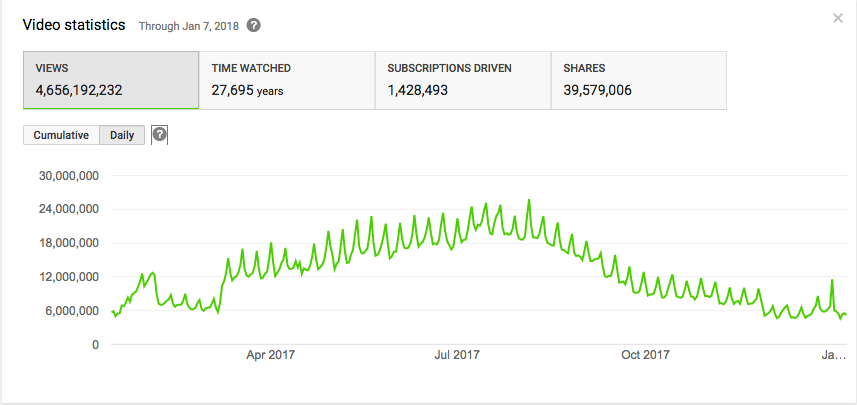 Video statistics Through Jan 7, 2018 ?
VIEWS TIME WATCHED SUBSCRIPTIONS DRIVEN SHARES
4,656,192,232 27,695 years 1,428,493 39,579,006
Cumulative Daily ?
30,000,000
24,000,000
18,000,000
12,000,000
6,000,000
0
Apr 2017 Jul 2017 Oct 2017 Ja...